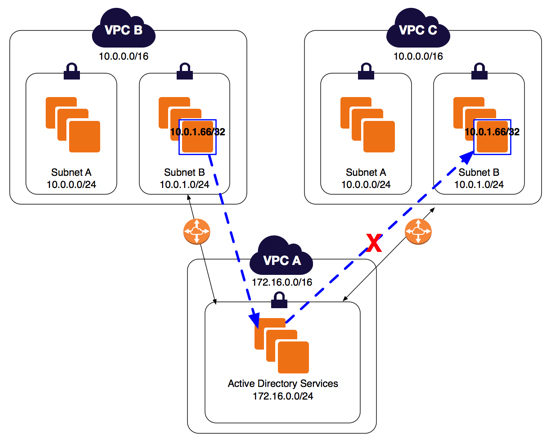 VPC B
10.0.0.0/16
10.0.1.66/32
Subnet A
10.0.0.0/24
Subnet B
10.0.1.0/24
VPC C
10.0.0.0/16
10.0.1.66/32
Subnet A
10.0.0.0/24
Subnet B
10.0.1.0/24
X
VPC A
172.16.0.0/16
Active Directory Services
172.16.0.0/24